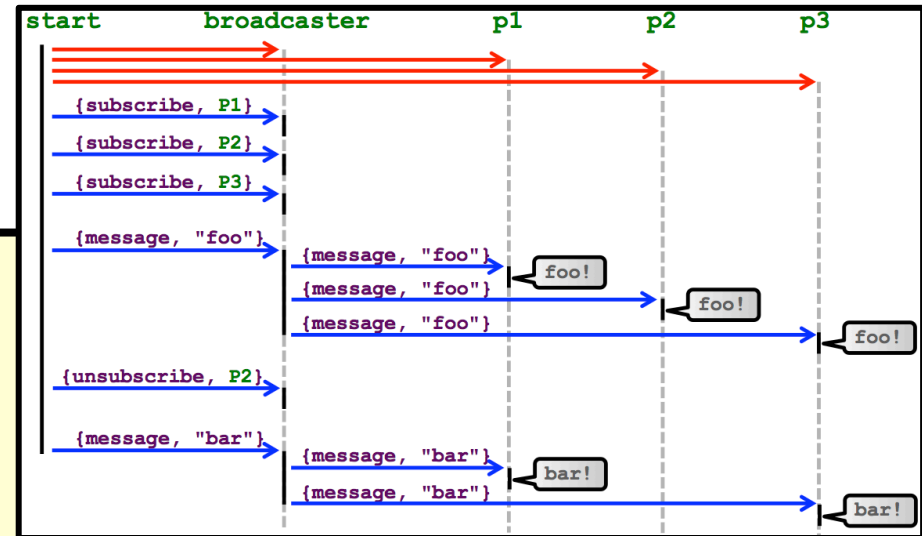 start broadcaster p1 p2 p3
{subscribe, P1}
{subscribe, P2}
{subscribe, P3}
{message, "foo"}
{message, "foo"}
foo!
{message, "foo"}
foo!
{message, "foo"}
foo!
{unsubscribe, P2}
{message, "bar"}
{message, "bar"}
bar!
{message, "bar"}
bar!